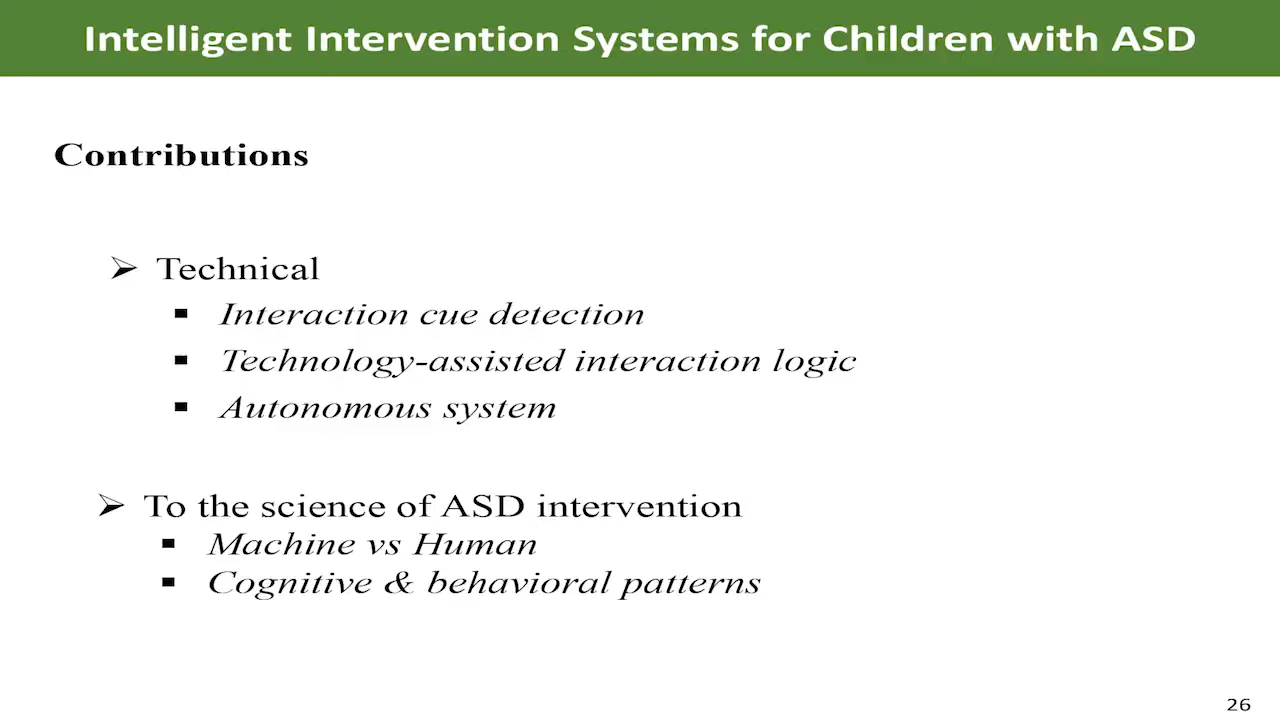 Intelligent Intervention Systems for Children with ASD
Contributions
➢ Technical
▪ Interaction cue detection
▪ Technology-assisted interaction logic
▪ Autonomous system
➢ To the science of ASD intervention
▪ Machine vs Human
▪ Cognitive & behavioral patterns
26